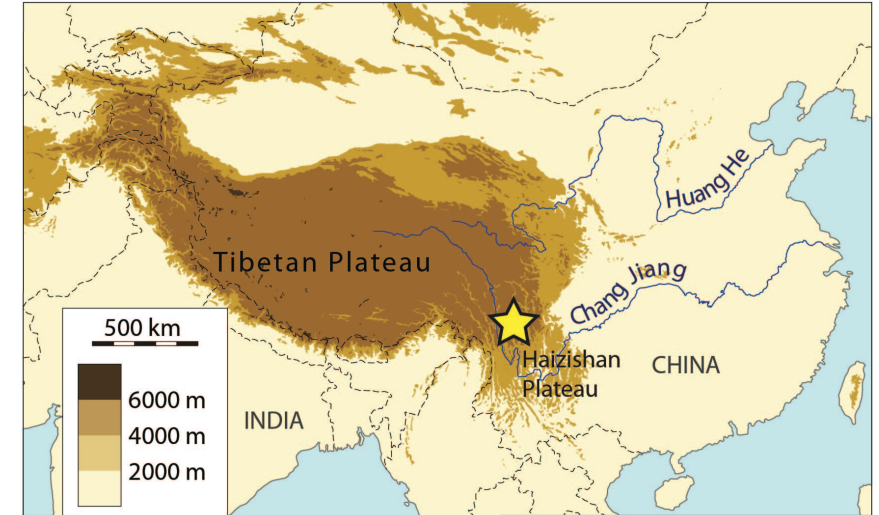 Huang He
Tibetan Plateau
Chang Jiang
500 km
Haizishan
Plateau
CHINA
6000 m
INDIA
4000 m
2000 m